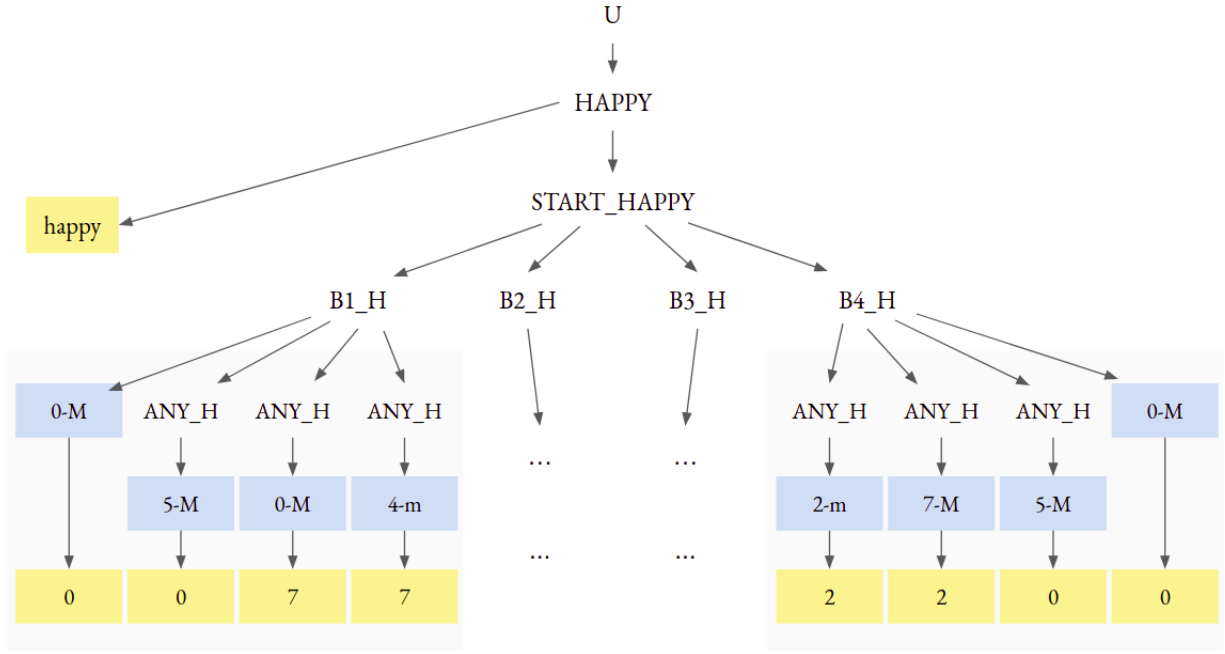 U
HAPPY
START_HAPPY
happy
B1_H B2_H B3_H B4_H
0-M ANY_H ANY_H ANY_H ANY_H ANY_H ANY_H 0-M
... ...
5-M 0-M 4-m 2-m 7-M 5-M
... ...
0 0 7 7 2 2 0 0